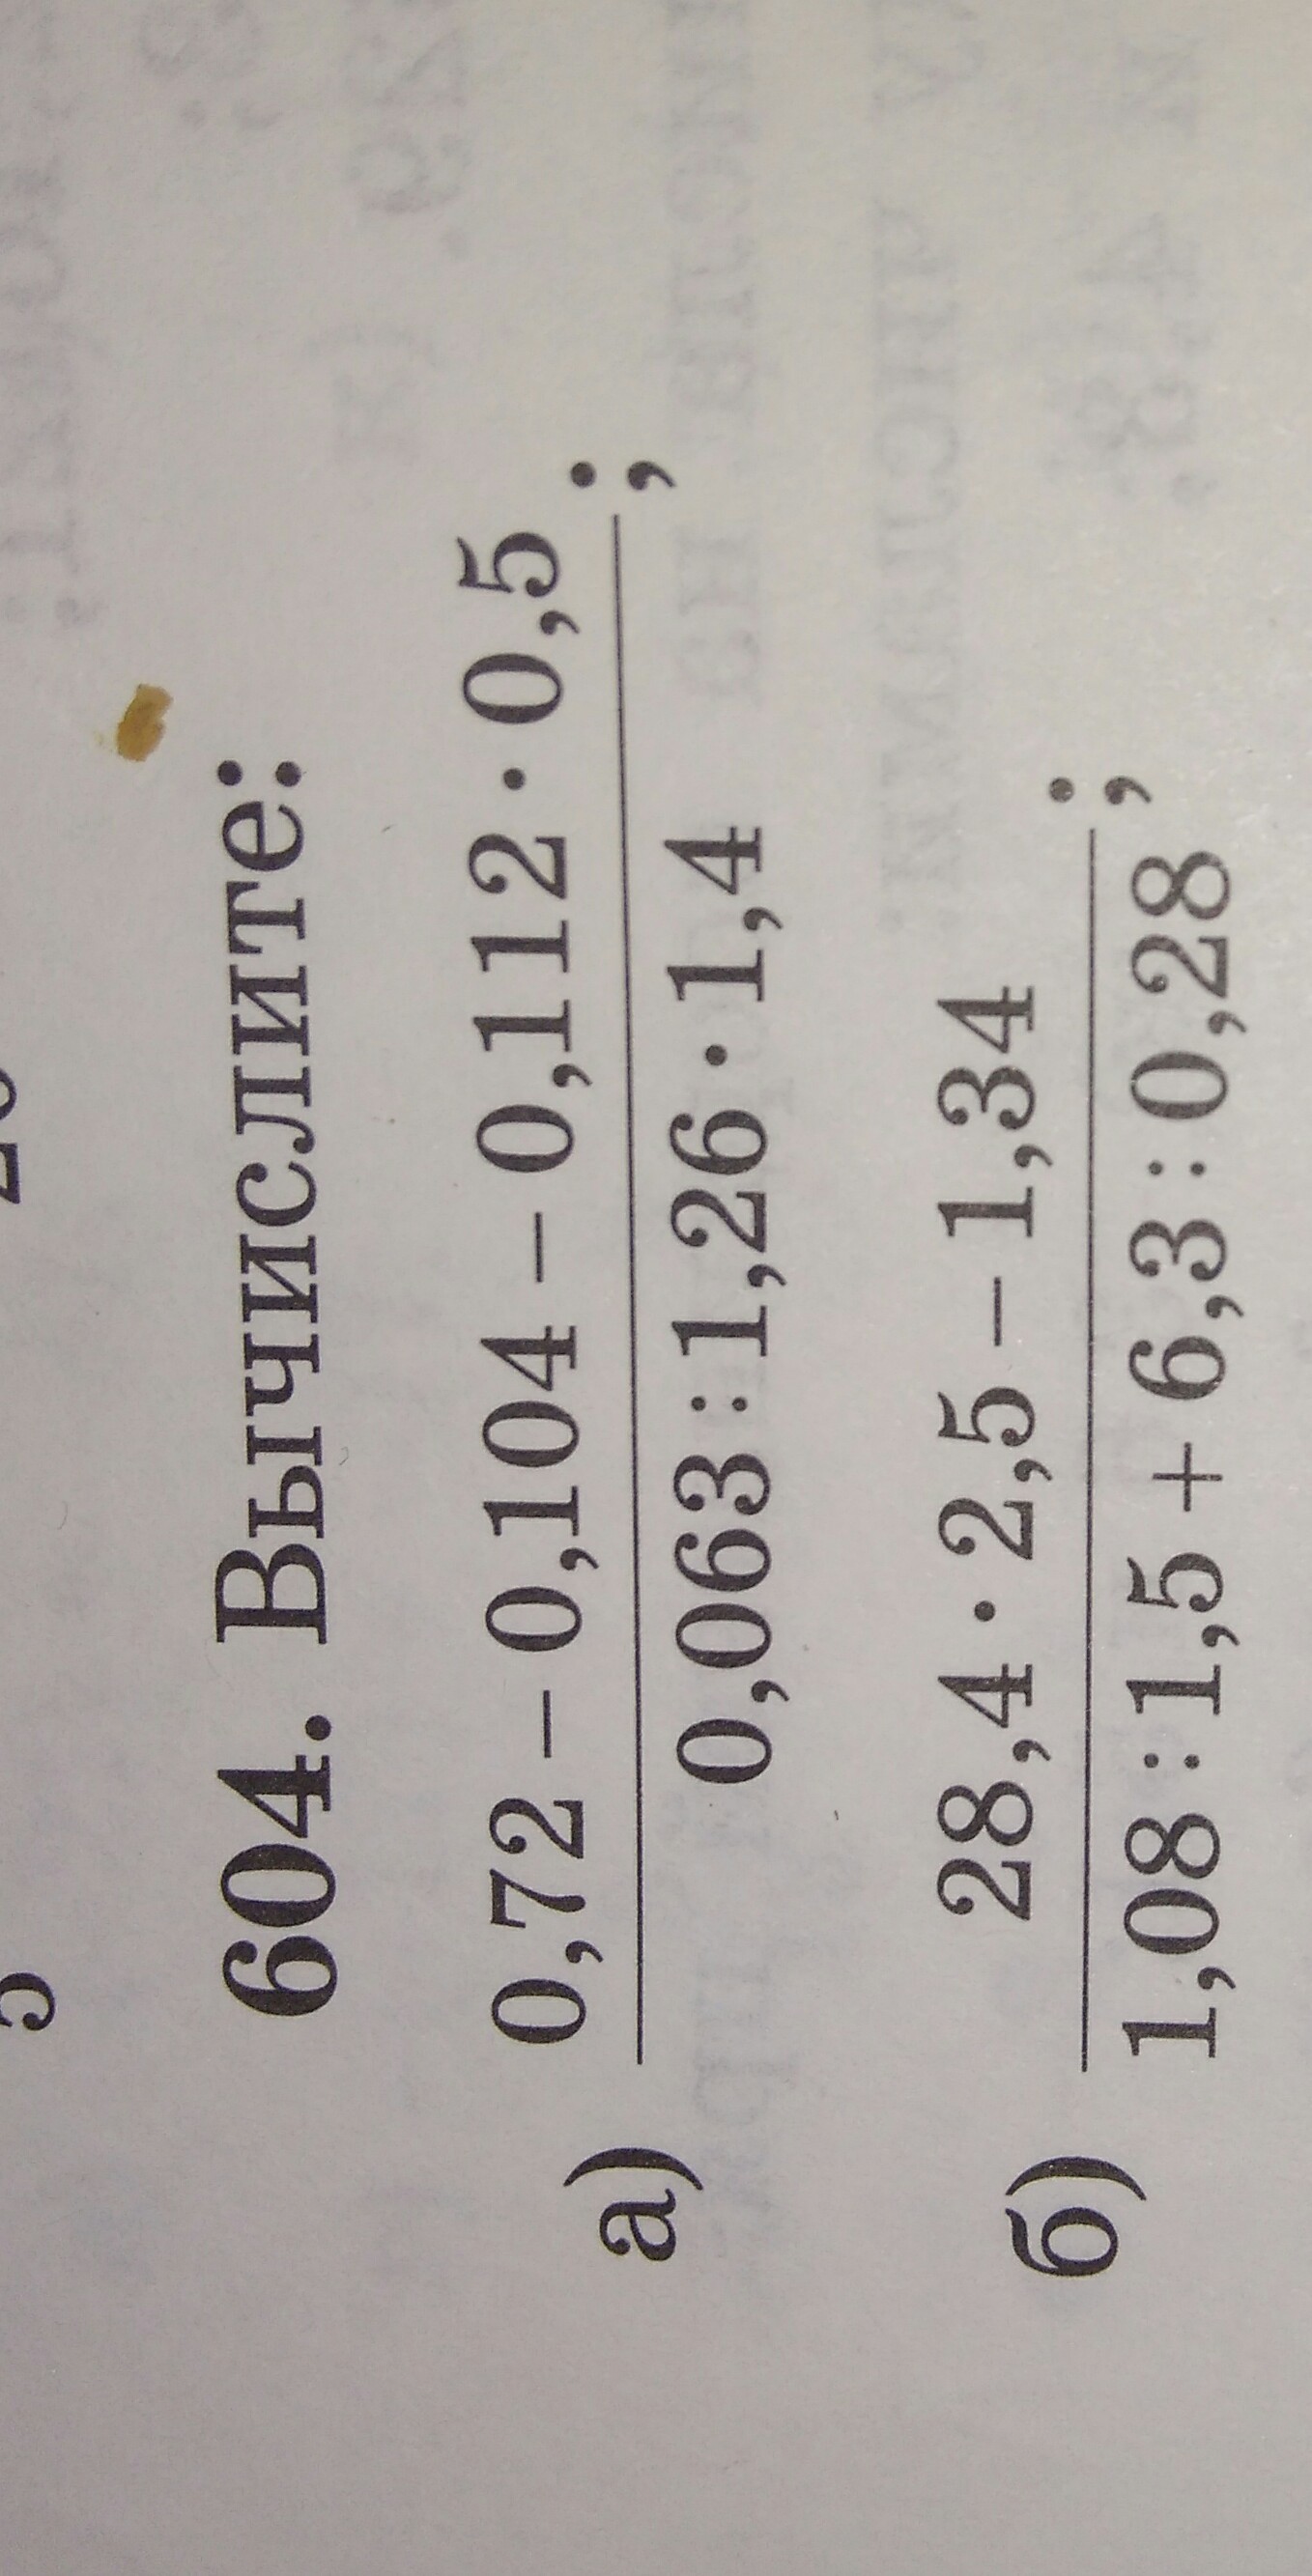 604. Вычислите:
0,72 – 0,104 – 0,112 · 0,5
а) ;
0,063 : 1,26 · 1,4
28,4 · 2,5 – 1,34
б) ;
1,08 : 1,5 + 6,3 : 0,28